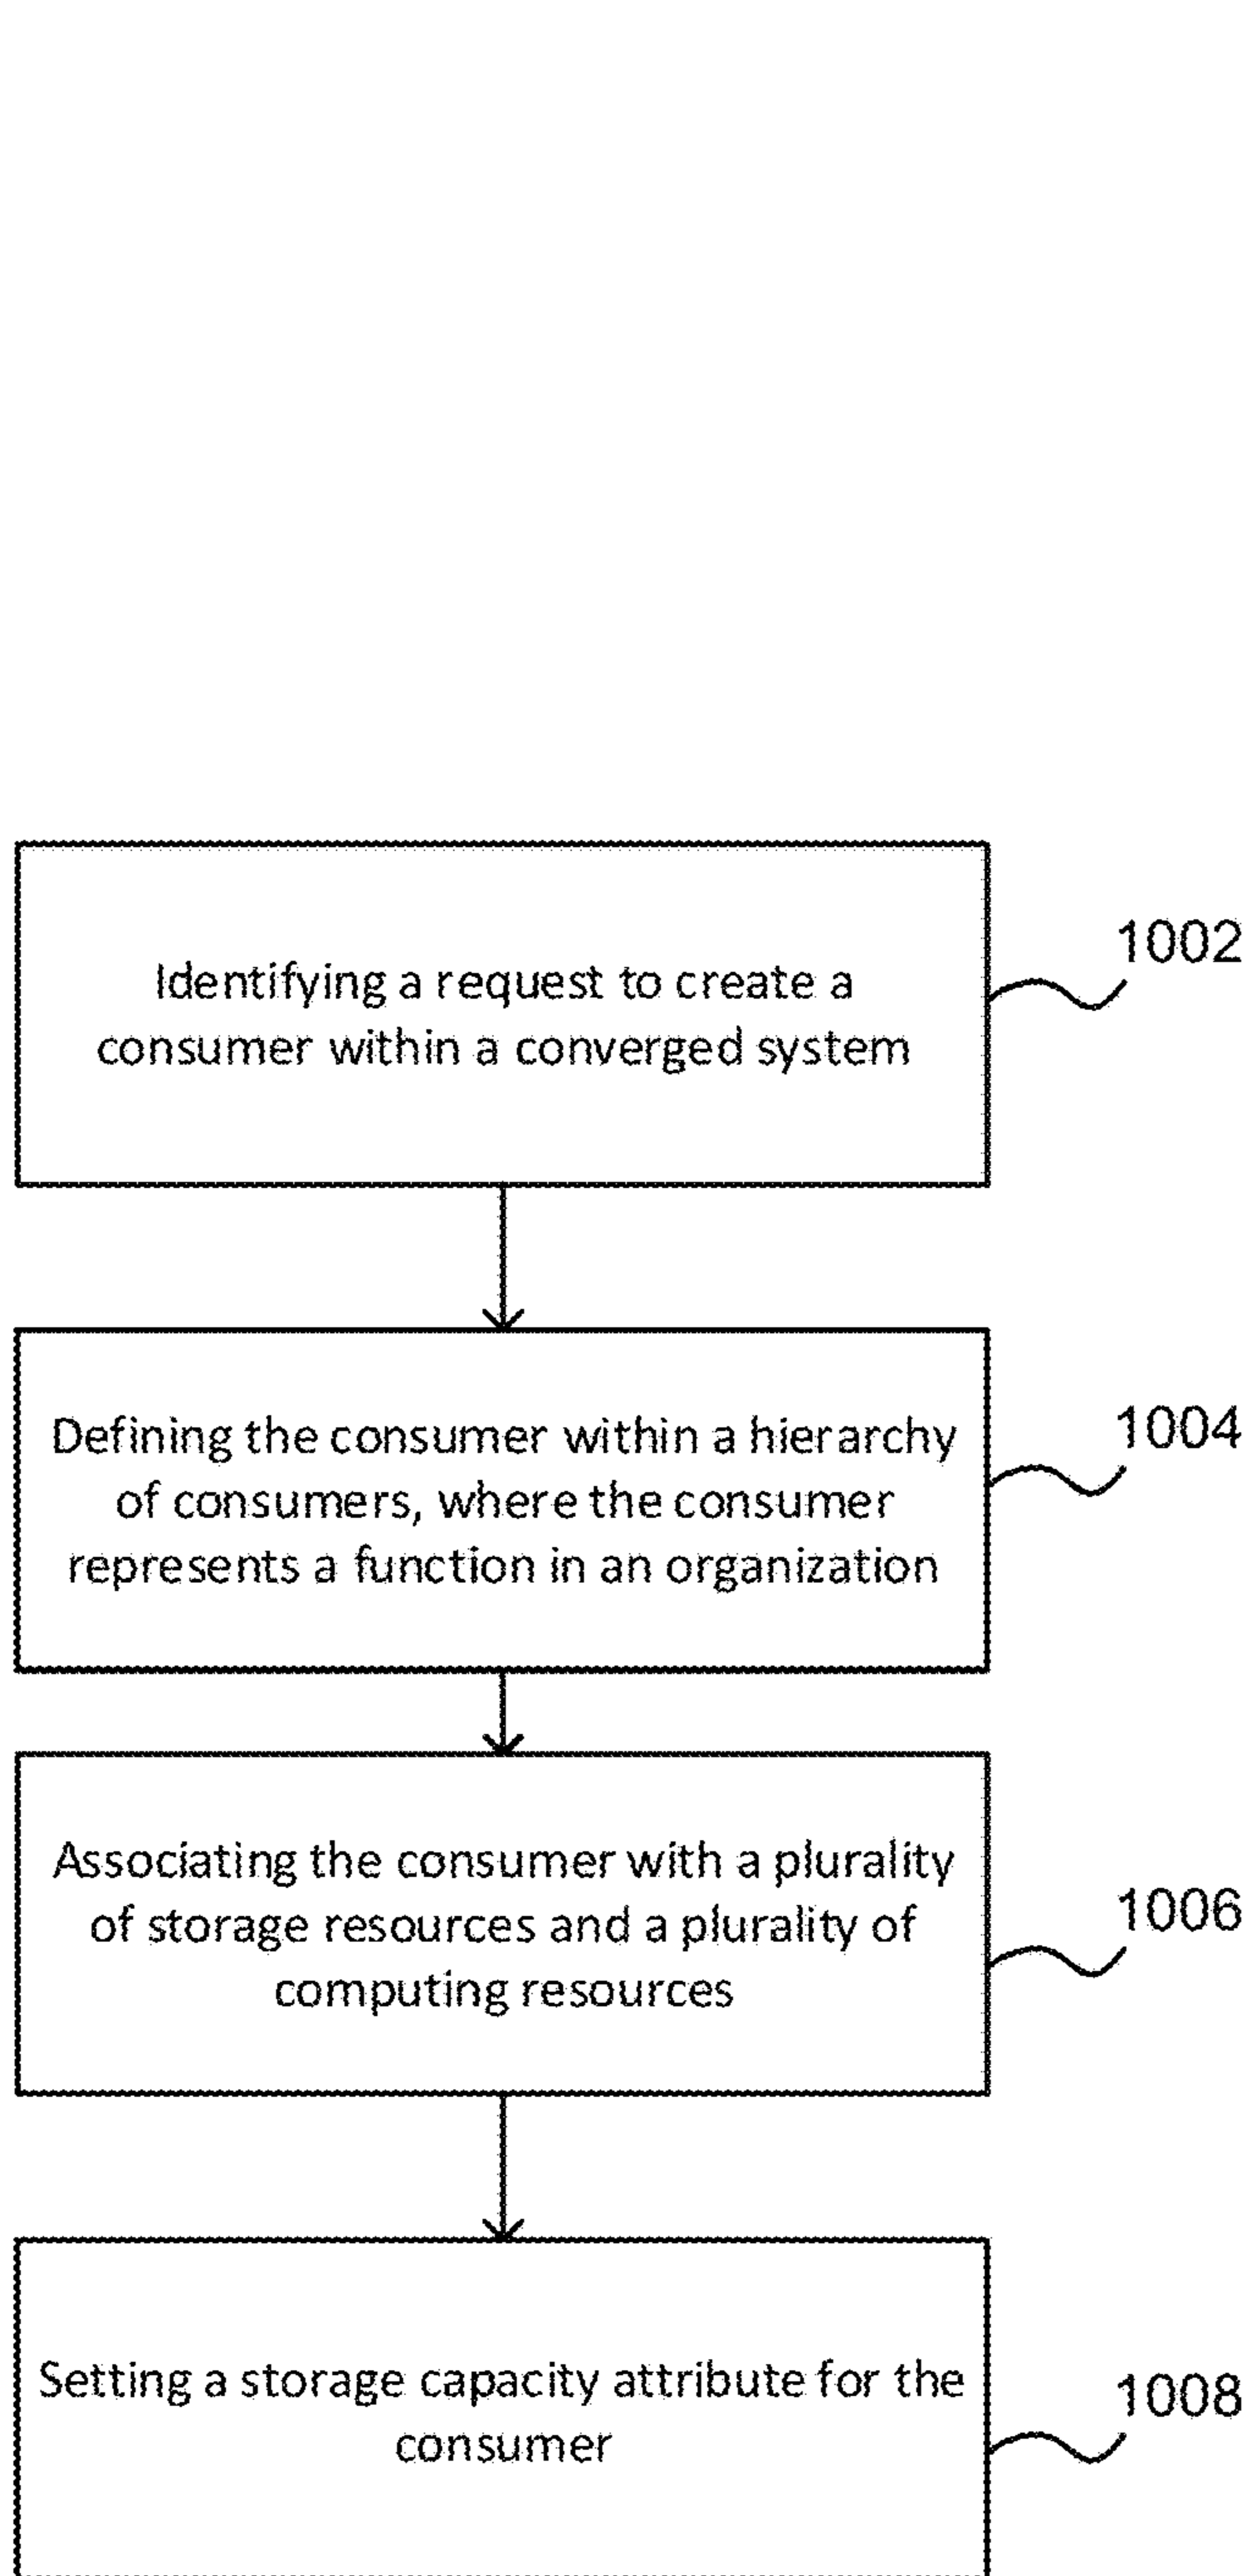 Identifying a request to create a
consumer within a converged system
1002
Defining the consumer within a hierarchy
of consumers, where the consumer
represents a function in an organization
1004
Associating the consumer with a plurality
of storage resources and a plurality of
computing resources
1006
Setting a storage capacity attribute for the
consumer
1008